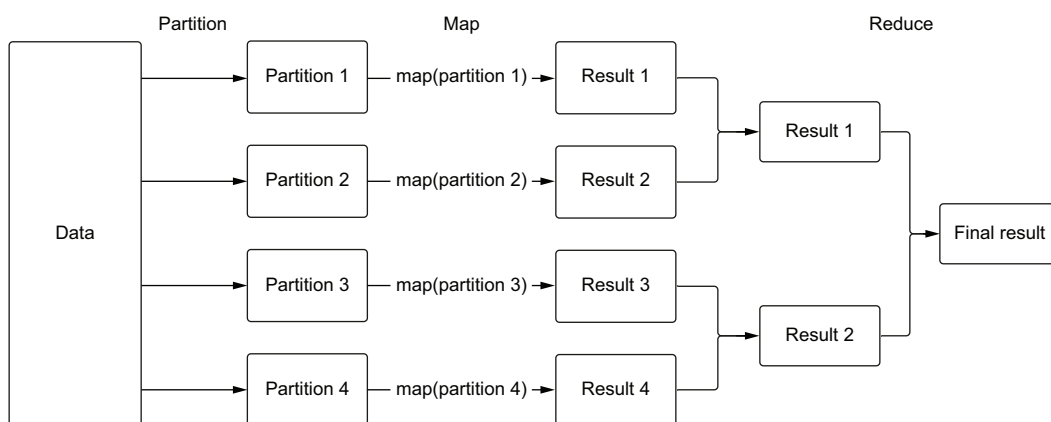 Partition Map Reduce
Data
Partition 1 map(partition 1) Result 1
Partition 2 map(partition 2) Result 2
Partition 3 map(partition 3) Result 3
Partition 4 map(partition 4) Result 4
Result 1
Result 2
Final result